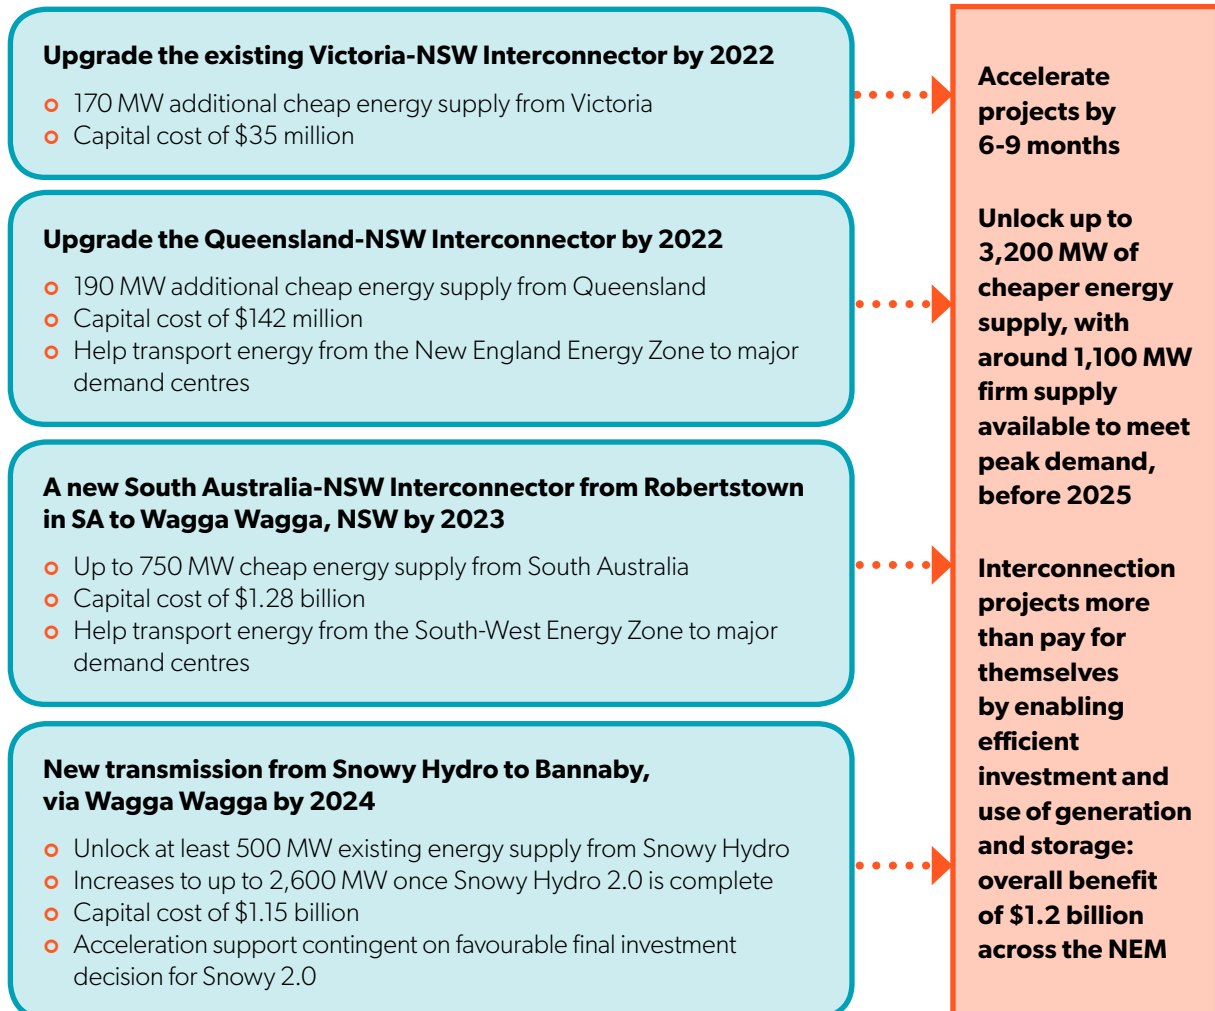 Upgrade the existing Victoria-NSW Interconnector by 2022
170 MW additional cheap energy supply from Victoria
Capital cost of $35 million
Upgrade the Queensland-NSW Interconnector by 2022
190 MW additional cheap energy supply from Queensland
Capital cost of $142 million
Help transport energy from the New England Energy Zone to major
demand centres
A new South Australia-NSW Interconnector from Robertstown
in SA to Wagga Wagga, NSW by 2023
Up to 750 MW cheap energy supply from South Australia
Capital cost of $1.28 billion
Help transport energy from the South-West Energy Zone to major
demand centres
New transmission from Snowy Hydro to Bannaby,
via Wagga Wagga by 2024
Unlock at least 500 MW existing energy supply from Snowy Hydro
Increases to up to 2,600 MW once Snowy Hydro 2.0 is complete
Capital cost of $1.15 billion
Acceleration support contingent on favourable final investment
decision for Snowy 2.0
Accelerate
projects by
6-9 months
Unlock up to
3,200 MW of
cheaper energy
supply, with
around 1,100 MW
firm supply
available to meet
peak demand,
before 2025
Interconnection
projects more
than pay for
themselves
by enabling
efficient
investment and
use of generation
and storage:
overall benefit
of $1.2 billion
across the NEM